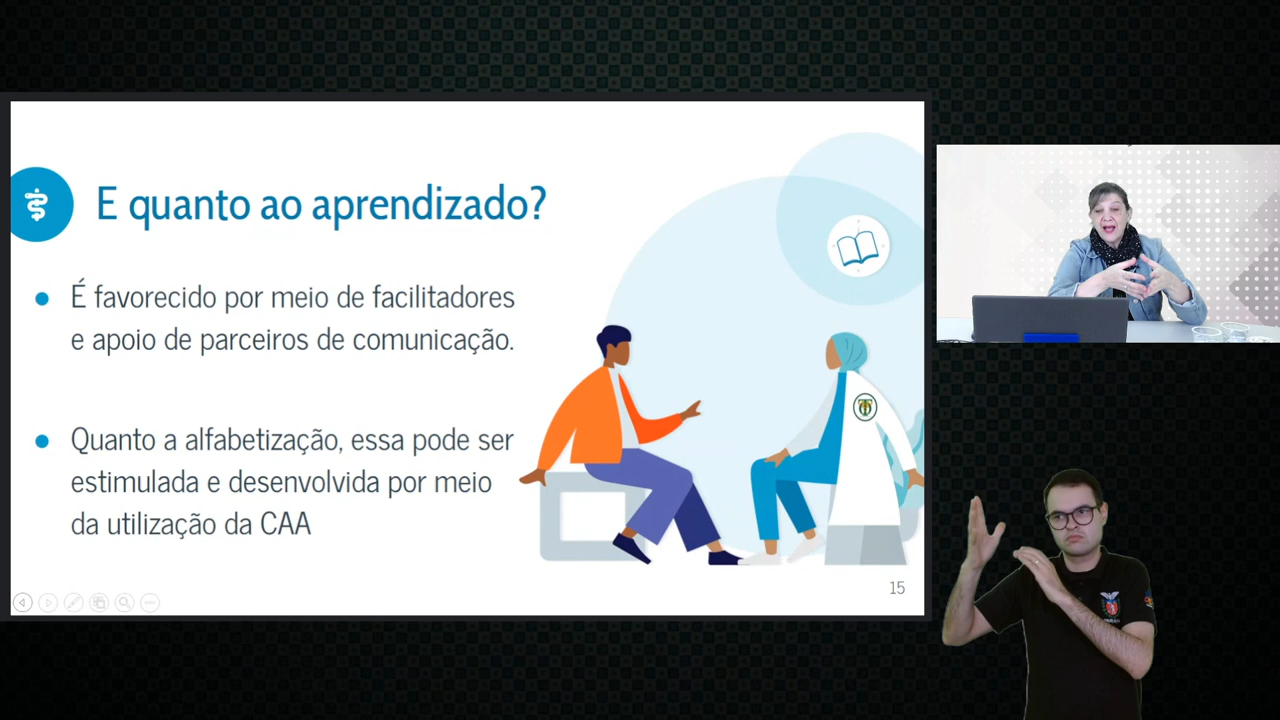 E quanto ao aprendizado?
É favorecido por meio de facilitadores
e apoio de parceiros de comunicação.
Quanto a alfabetização, essa pode ser
estimulada e desenvolvida por meio
da utilização da CAA
15